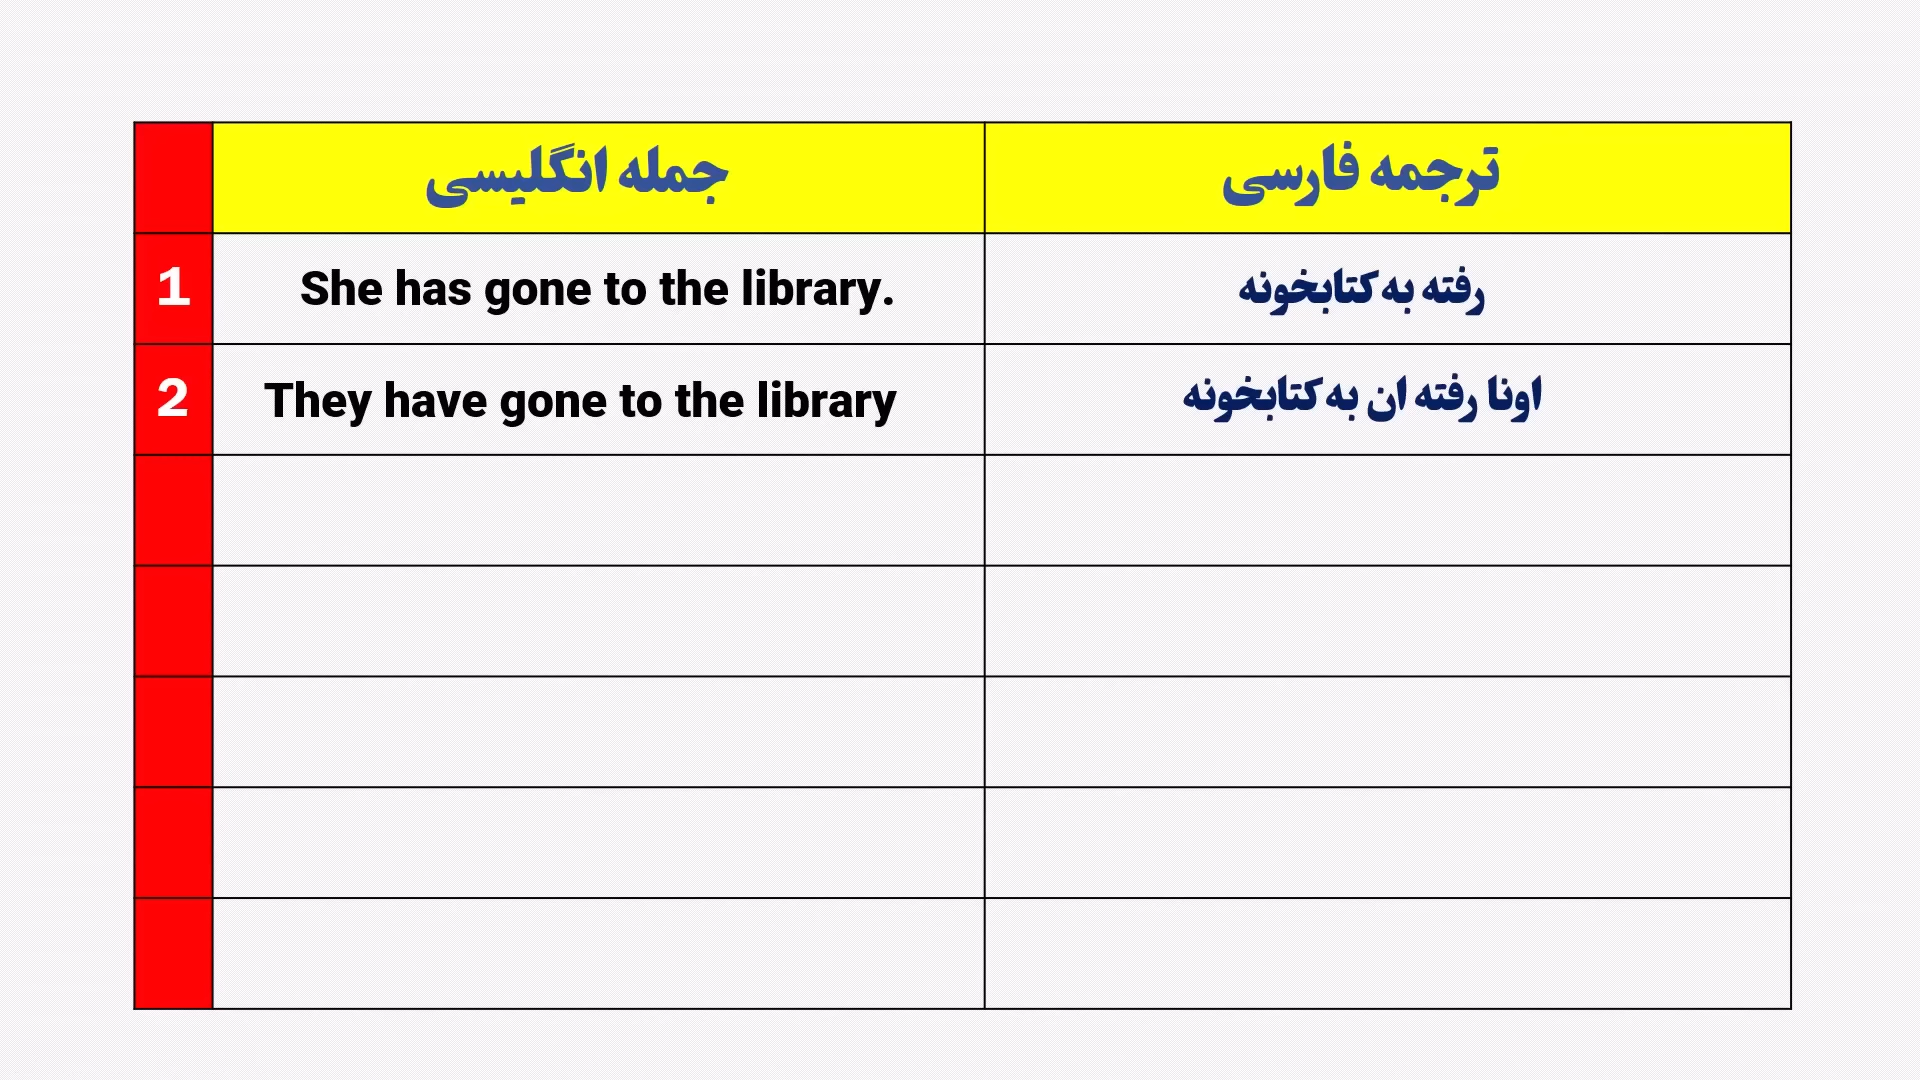 جمله انگلیسی ترجمه فارسی
1 She has gone to the library. رفته به کتابخونه
2 They have gone to the library اونا رفته ان به کتابخونه